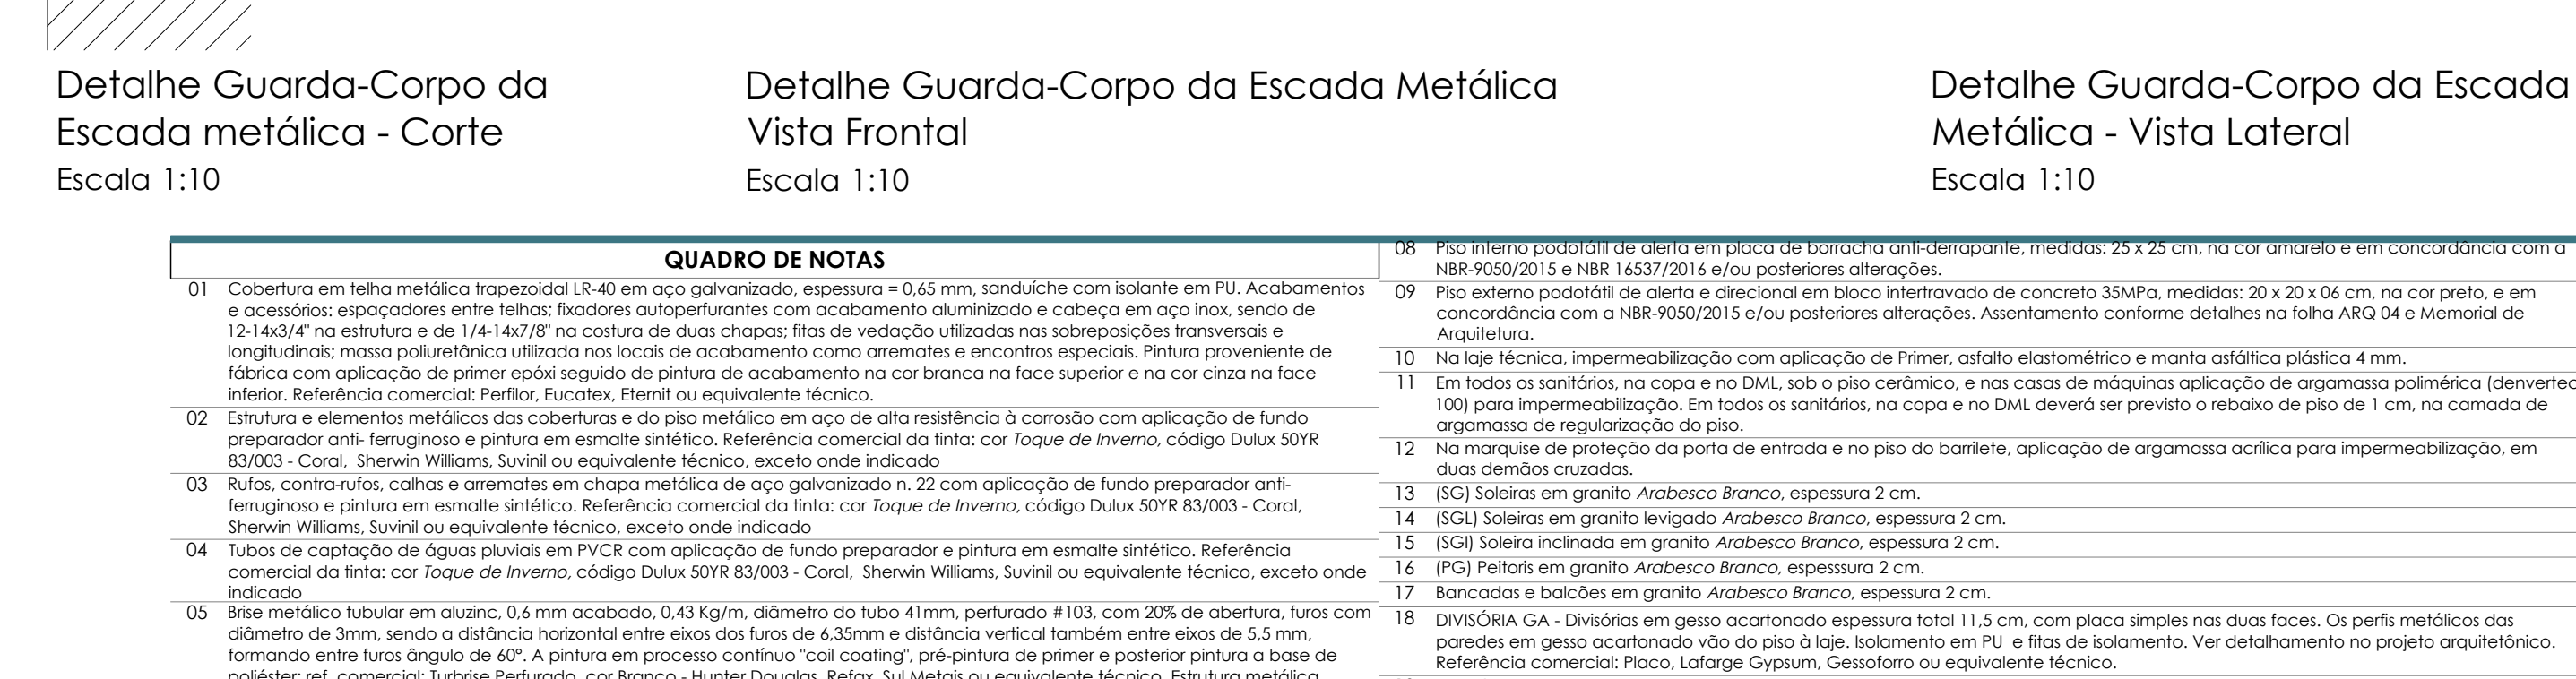 Detalhe Guarda-Corpo da
Escada metálica - Corte
Escala 1:10
Detalhe Guarda-Corpo da Escada Metálica
Vista Frontal
Escala 1:10
Detalhe Guarda-Corpo da Escada
Metálica - Vista Lateral
Escala 1:10
QUADRO DE NOTAS
01 Cobertura em telha metálica trapezoidal LR-40 em aço galvanizado, espessura = 0,65 mm, sanduíche com isolante em PU. Acabamentos
e acessórios: espaçadores entre telhas; fixadores autoperfurantes com acabamento aluminizado e cabeça em aço inox, sendo de
12-14x3/4" na estrutura e de 1/4-14x7/8" na costura de duas chapas; fitas de vedação utilizadas nas sobreposições transversais e
longitudinais; massa poliuretânica utilizada nos locais de acabamento como arremates e encontros especiais. Pintura proveniente de
fábrica com aplicação de primer epóxi seguido de pintura de acabamento na cor branca na face superior e na cor cinza na face
inferior. Referência comercial: Perfilor, Eucatex, Eternit ou equivalente técnico.
02 Estrutura e elementos metálicos das coberturas e do piso metálico em aço de alta resistência à corrosão com aplicação de fundo
preparador anti- ferruginoso e pintura em esmalte sintético. Referência comercial da tinta: cor Toque de Inverno, código Dulux 50YR
83/003 - Coral, Sherwin Williams, Suvinil ou equivalente técnico, exceto onde indicado
03 Rufos, contra-rufos, calhas e arremates em chapa metálica de aço galvanizado n. 22 com aplicação de fundo preparador anti-
ferruginoso e pintura em esmalte sintético. Referência comercial da tinta: cor Toque de Inverno, código Dulux 50YR 83/003 - Coral,
Sherwin Williams, Suvinil ou equivalente técnico, exceto onde indicado
04 Tubos de captação de águas pluviais em PVCR com aplicação de fundo preparador e pintura em esmalte sintético. Referência
comercial da tinta: cor Toque de Inverno, código Dulux 50YR 83/003 - Coral, Sherwin Williams, Suvinil ou equivalente técnico, exceto onde
indicado
05 Brise metálico tubular em aluzinc, 0,6 mm acabado, 0,43 Kg/m, diâmetro do tubo 41mm, perfurado #103, com 20% de abertura, furos com
diâmetro de 3mm, sendo a distância horizontal entre eixos dos furos de 6,35mm e distância vertical também entre eixos de 5,5 mm,
formando entre furos ângulo de 60º. A pintura em processo contínuo "coil coating", pré-pintura de primer e posterior pintura a base de
poliéster; ref. comercial: Turbrise Perfurado, cor Branco - Hunter Douglas, Refax, Sul Metais ou equivalente técnico. Estrutura metálica
08 Piso interno podotátil de alerta em placa de borracha anti-derrapante, medidas: 25 x 25 cm, na cor amarelo e em concordância com a
NBR-9050/2015 e NBR 16537/2016 e/ou posteriores alterações.
09 Piso externo podotátil de alerta e direcional em bloco intertravado de concreto 35MPa, medidas: 20 x 20 x 06 cm, na cor preto, e em
concordância com a NBR-9050/2015 e/ou posteriores alterações. Assentamento conforme detalhes na folha ARQ 04 e Memorial de
Arquitetura.
10 Na laje técnica, impermeabilização com aplicação de Primer, asfalto elastométrico e manta asfáltica plástica 4 mm.
11 Em todos os sanitários, na copa e no DML, sob o piso cerâmico, e nas casas de máquinas aplicação de argamassa polimérica (denvertec
100) para impermeabilização. Em todos os sanitários, na copa e no DML deverá ser previsto o rebaixo de piso de 1 cm, na camada de
argamassa de regularização do piso.
12 Na marquise de proteção da porta de entrada e no piso do barrilete, aplicação de argamassa acrílica para impermeabilização, em
duas demãos cruzadas.
13 (SG) Soleiras em granito Arabesco Branco, espessura 2 cm.
14 (SGL) Soleiras em granito levigado Arabesco Branco, espessura 2 cm.
15 (SGI) Soleira inclinada em granito Arabesco Branco, espessura 2 cm.
16 (PG) Peitoris em granito Arabesco Branco, espesssura 2 cm.
17 Bancadas e balcões em granito Arabesco Branco, espessura 2 cm.
18 DIVISÓRIA GA - Divisórias em gesso acartonado espessura total 11,5 cm, com placa simples nas duas faces. Os perfis metálicos das
paredes em gesso acartonado vão do piso à laje. Isolamento em PU e fitas de isolamento. Ver detalhamento no projeto arquitetônico.
Referência comercial: Placo, Lafarge Gypsum, Gessoforro ou equivalente técnico.